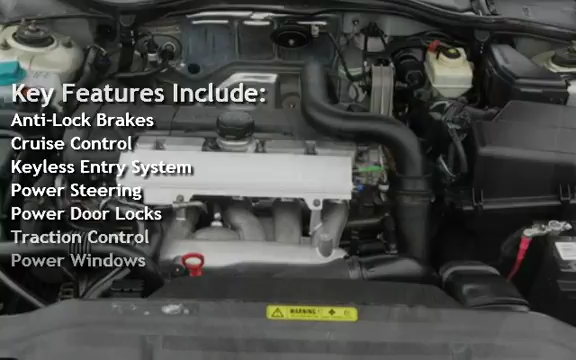 Key Features Include:
Anti-Lock Brakes
Cruise Control
Keyless Entry System
Power Steering
Power Door Locks
Traction Control
Power Windows
WARNING